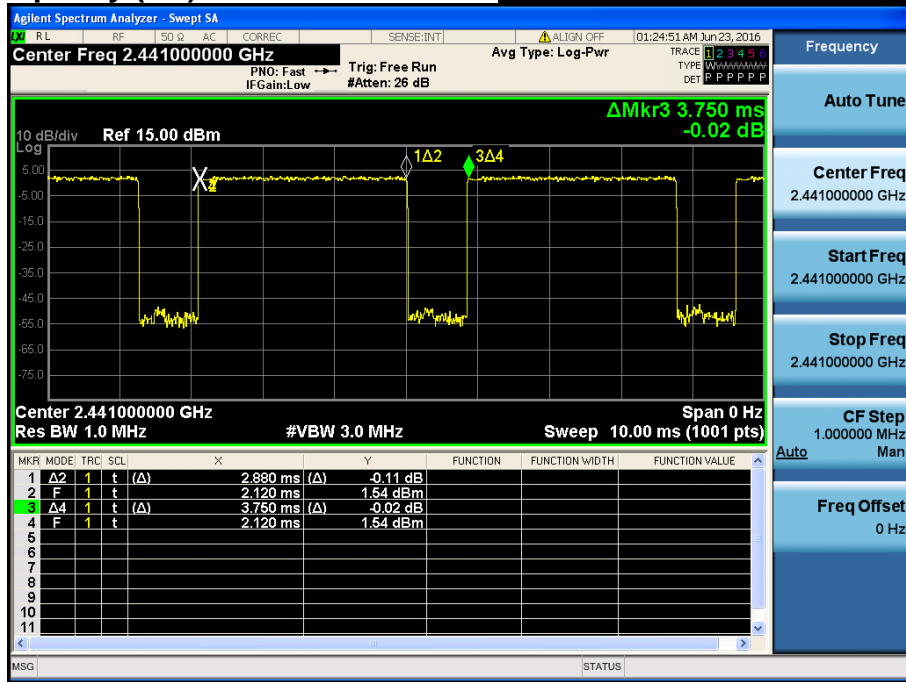 Agilent Spectrum Analyzer - Swept SA
LXI RL RF 50 Ω AC CORREC SENSE:INT ALIGN OFF 01:24:51 AM Jun 23, 2016
Center Freq 2.441000000 GHz
PNO: Fast
IFGain:Low
Trig: Free Run
#Atten: 26 dB
Avg Type: Log-Pwr
TRACE 1 2 3 4 5 6
TYPE
DET P P P P P P
ΔMkr3 3.750 ms
-0.02 dB
10 dB/div Ref 15.00 dBm
Log
1Δ2 3Δ4
5.00
-5.00
-15.0
-25.0
-35.0
-45.0
-55.0
-65.0
-75.0
Center 2.441000000 GHz Span 0 Hz
Res BW 1.0 MHz #VBW 3.0 MHz Sweep 10.00 ms (1001 pts)
MKR MODE TRC SCL X Y FUNCTION FUNCTION WIDTH FUNCTION VALUE
1 Δ2 1 t (Δ) 2.880 ms (Δ) -0.11 dB
2 F 1 t 2.120 ms 1.54 dBm
3 Δ4 1 t (Δ) 3.750 ms (Δ) -0.02 dB
4 F 1 t 2.120 ms 1.54 dBm
5
6
7
8
9
10
11
MSG STATUS
Frequency
Auto Tune
Center Freq
2.441000000 GHz
Start Freq
2.441000000 GHz
Stop Freq
2.441000000 GHz
CF Step
1.000000 MHz
Auto Man
Freq Offset
0 Hz